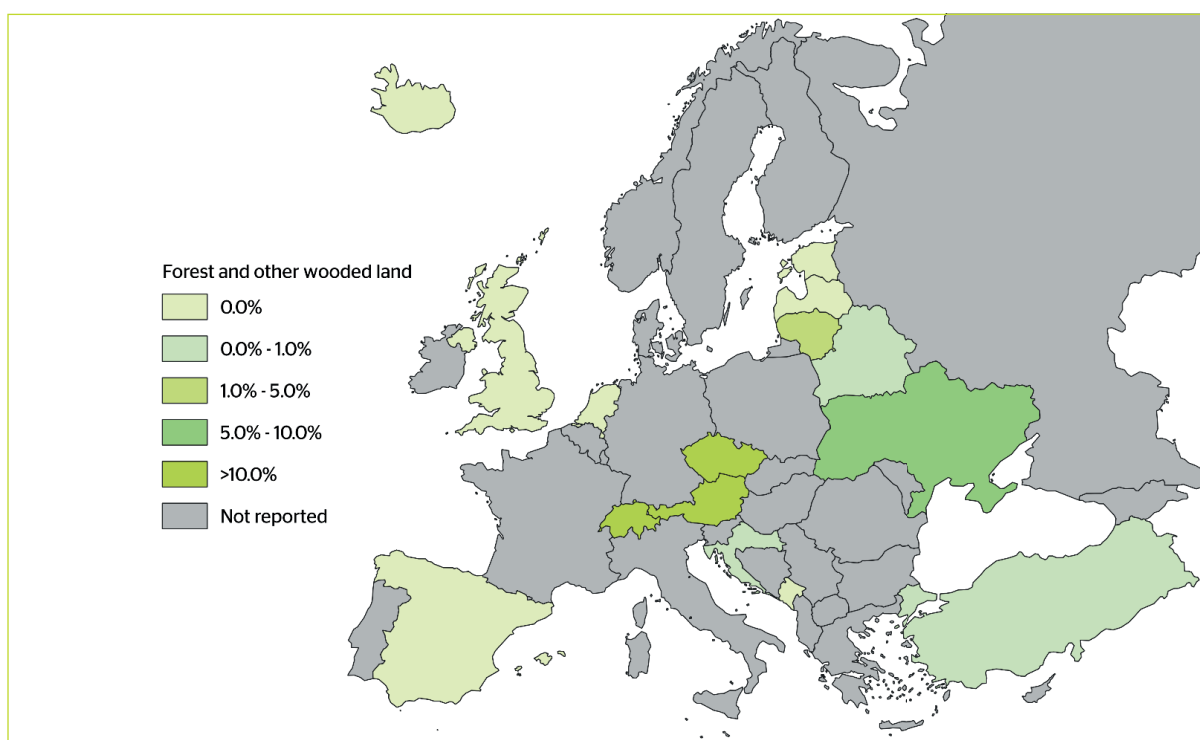 Forest and other wooded land
0.0%
0.0% - 1.0%
1.0% - 5.0%
5.0% - 10.0%
>10.0%
Not reported